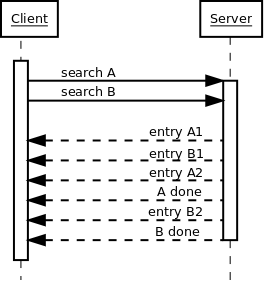 Client
Server
search A
search B
entry A1
entry B1
entry A2
A done
entry B2
B done